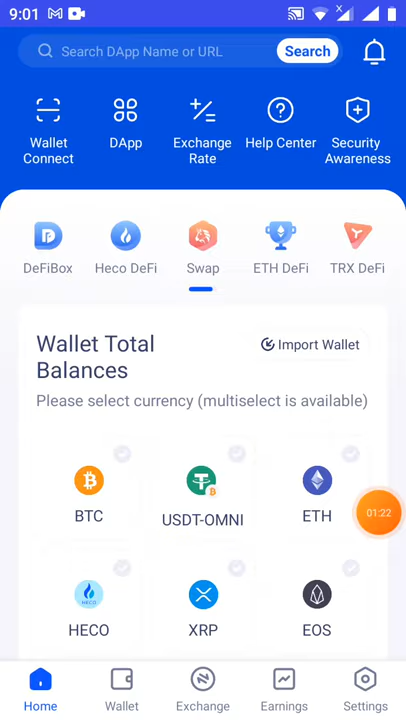 9:01
Search DApp Name or URL
Search
Wallet
Connect
DApp
Exchange
Rate
Help Center
Security
Awareness
DeFiBox
Heco DeFi
Swap
ETH DeFi
TRX DeFi
Wallet Total
Balances
Import Wallet
Please select currency (multiselect is available)
BTC
USDT-OMNI
ETH
01:22
HECO
HECO
XRP
EOS
Home
Wallet
Exchange
Earnings
Settings